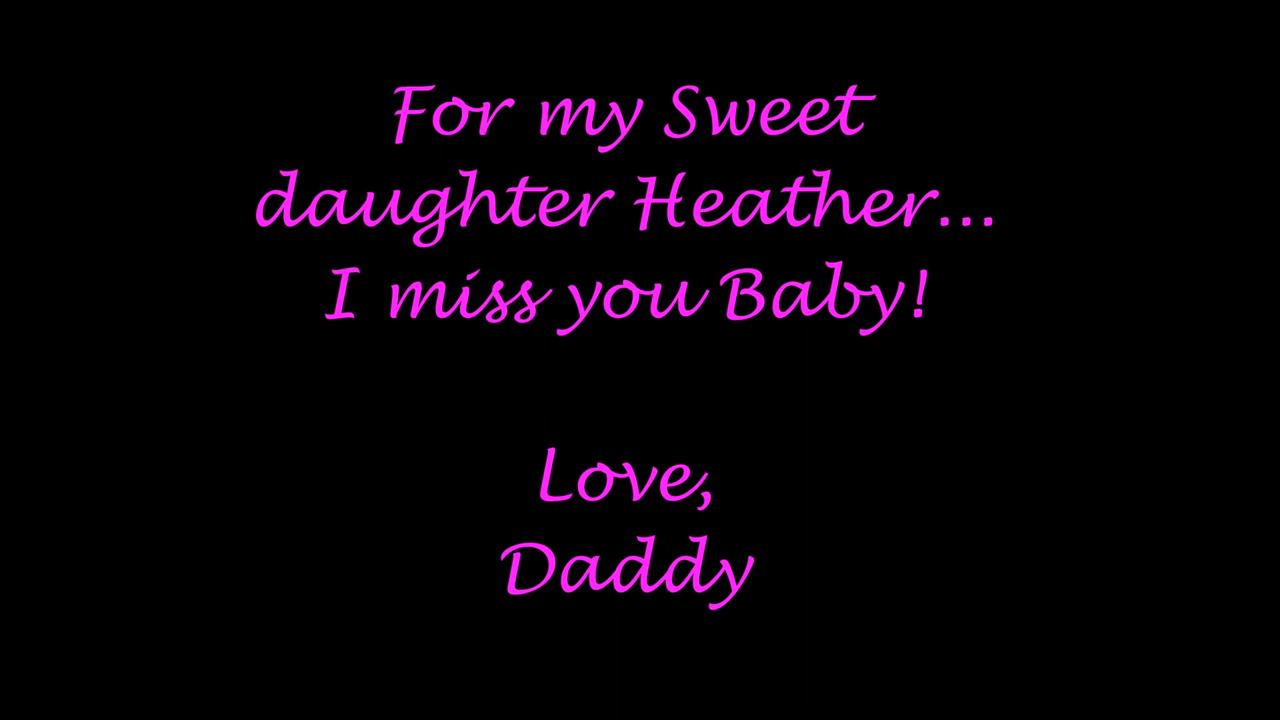 For my Sweet
daughter Heather...
I miss you Baby!
Love,
Daddy